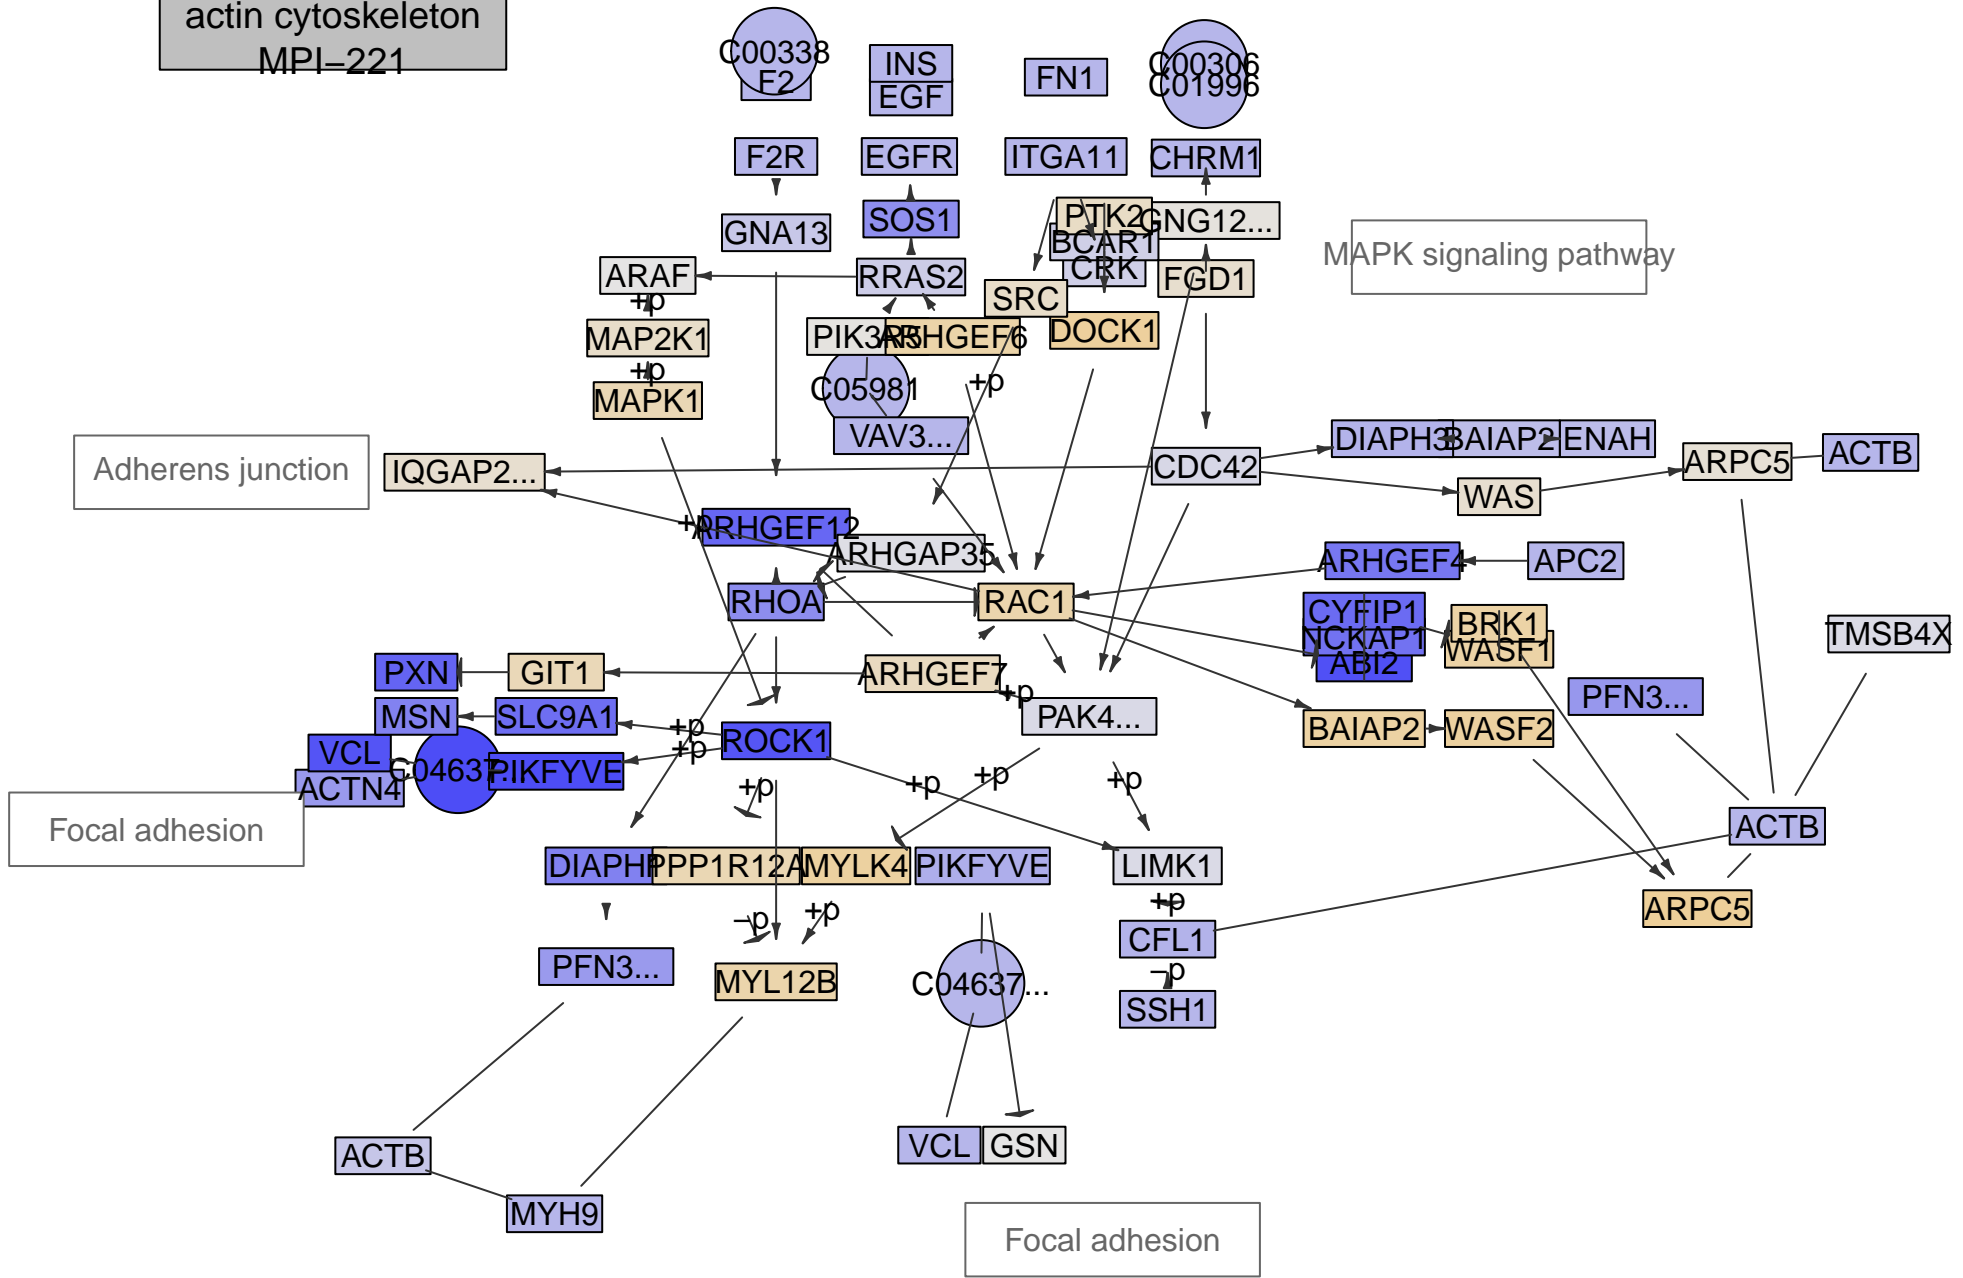 actin cytoskeleton
MPI−221
C00338
F2
INS
EGF
FN1
C00306
C01996
F2R
EGFR
ITGA11
CHRM1
GNA13
SOS1
PTK2
GNG12...
BCAR1
CRK
MAPK signaling pathway
ARAF
RRAS2
SRC
FGD1
+p
MAP2K1
PIK3R5
ARHGEF6
DOCK1
+p
MAPK1
C05981
+p
VAV3...
DIAPH3
BAIAP2
ENAH
ACTB
Adherens junction
IQGAP2...
CDC42
ARPC5
WAS
+p
ARHGEF12
ARHGAP35
ARHGEF4
APC2
RHOA
RAC1
CYFIP1
NCKAP1
ABI2
BRK1
WASF1
TMSB4X
PXN
GIT1
ARHGEF7
+p
PFN3...
MSN
SLC9A1
+p
PAK4...
VCL
C04637...
PIKFYVE
+p
ROCK1
BAIAP2
WASF2
ACTN4
+p
+p
+p
+p
Focal adhesion
ACTB
PPP1R12A
MYLK4
PIKFYVE
LIMK1
+p
ARPC5
−p
+p
CFL1
PFN3...
MYL12B
C04637...
−p
SSH1
ACTB
VCL
GSN
MYH9
Focal adhesion